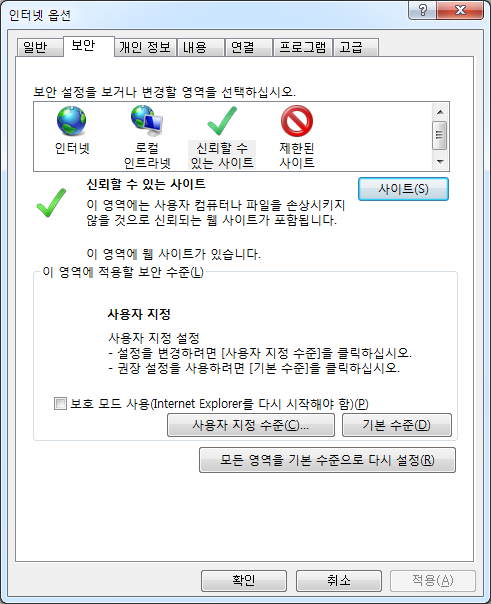 인터넷 옵션
일반 보안 개인 정보 내용 연결 프로그램 고급
보안 설정을 보거나 변경할 영역을 선택하십시오.
인터넷
로컬
인트라넷
신뢰할 수
있는 사이트
제한된
사이트
신뢰할 수 있는 사이트
사이트(S)
이 영역에는 사용자 컴퓨터나 파일을 손상시키지
않을 것으로 신뢰되는 웹 사이트가 포함됩니다.
이 영역에 웹 사이트가 있습니다.
이 영역에 적용할 보안 수준(L)
사용자 지정
사용자 지정 설정
- 설정을 변경하려면 [사용자 지정 수준]을 클릭하십시오.
- 권장 설정을 사용하려면 [기본 수준]을 클릭하십시오.
보호 모드 사용(Internet Explorer를 다시 시작해야 함)(P)
사용자 지정 수준(C)... 기본 수준(D)
모든 영역을 기본 수준으로 다시 설정(R)
확인 취소 적용(A)